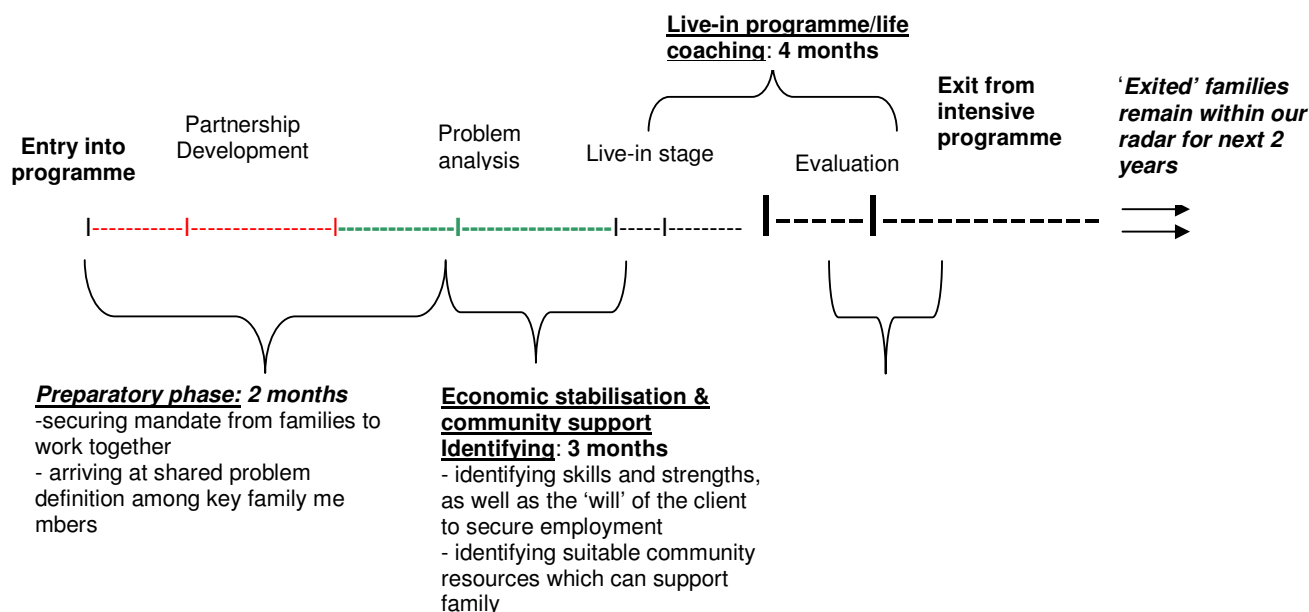 Live-in programme/life
coaching: 4 months
Entry into
programme
Partnership
Development
Problem
analysis
Live-in stage
Evaluation
Exit from
intensive
programme
‘Exited’ families
remain within our
radar for next 2
years
Preparatory phase: 2 months
-securing mandate from families to
work together
- arriving at shared problem
definition among key family me
mbers
Economic stabilisation &
community support
Identifying: 3 months
- identifying skills and strengths,
as well as the ‘will’ of the client
to secure employment
- identifying suitable community
resources which can support
family